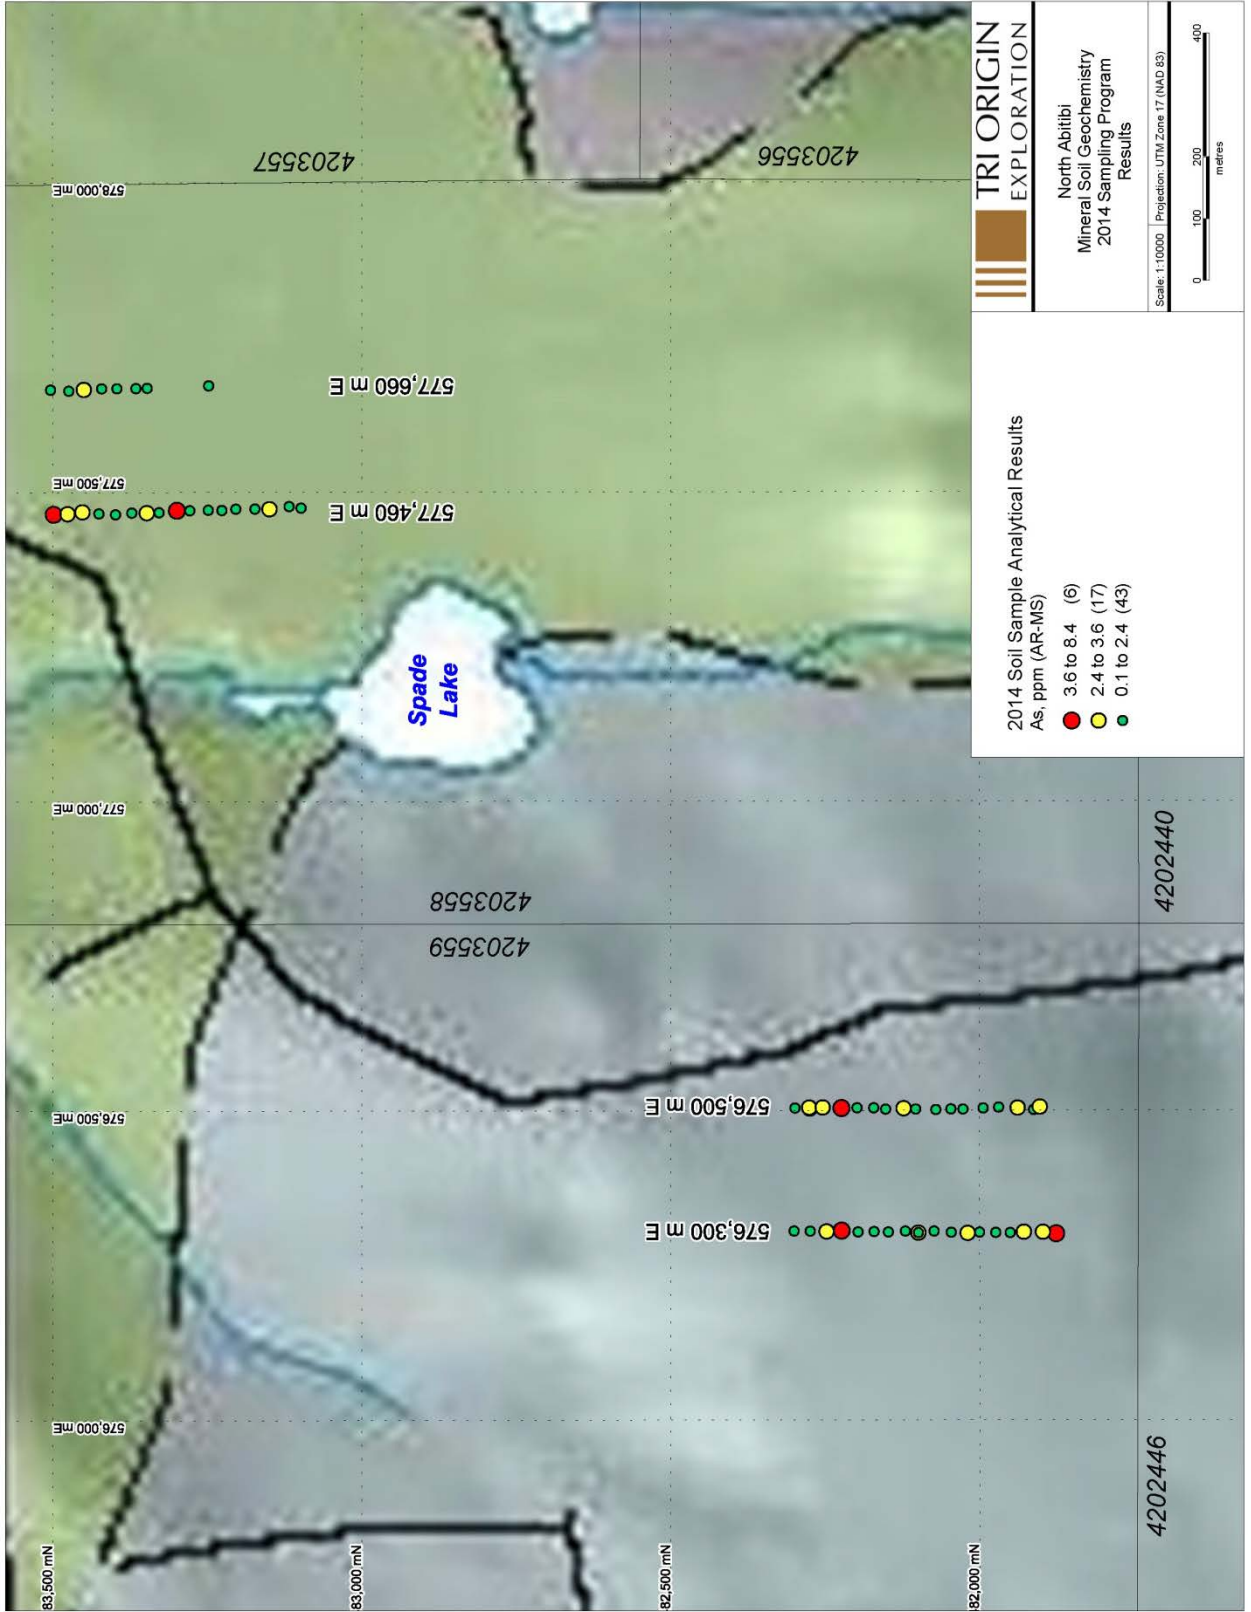 83,500 mN
83,000 mN
82,500 mN
82,000 mN
576,000 mE
576,500 mE
577,000 mE
577,500 mE
578,000 mE
4203557
4203556
4203558
4203559
4202440
4202446
577,660 m E
577,460 m E
576,500 m E
576,300 m E
Spade
Lake
2014 Soil Sample Analytical Results
As, ppm (AR-MS)
3.6 to 8.4 (6)
2.4 to 3.6 (17)
0.1 to 2.4 (43)
TRI ORIGIN
EXPLORATION
North Abitibi
Mineral Soil Geochemistry
2014 Sampling Program
Results
Scale: 1:10000 Projection: UTM Zone 17 (NAD 83)
0 100 200 400
metres